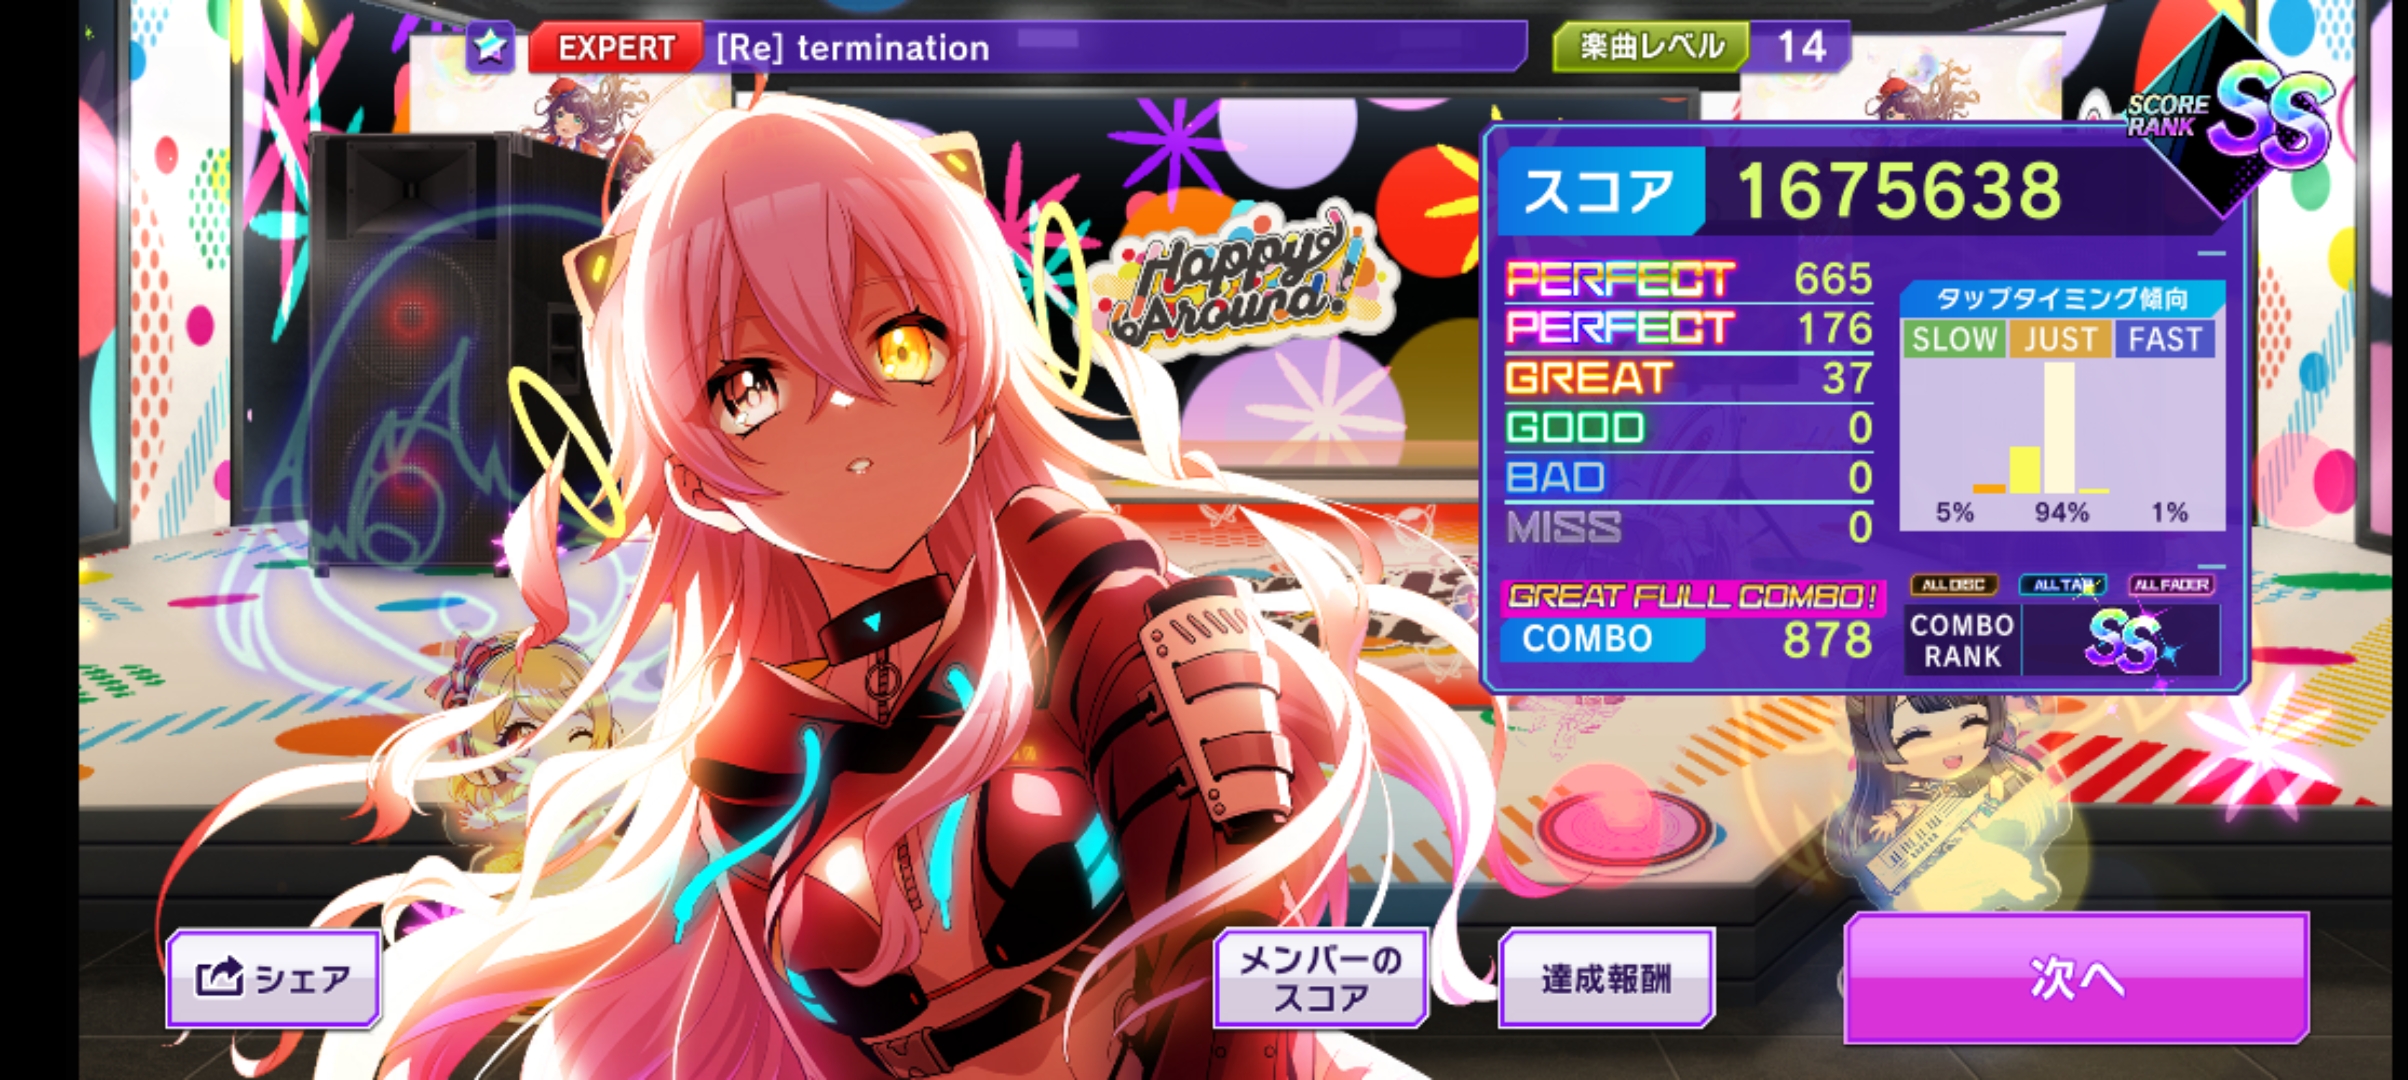 EXPERT [Re] termination 楽曲レベル 14
SCORE RANK SS
スコア 1675638
Happy Around!
PERFECT 665
PERFECT 176
GREAT 37
GOOD 0
BAD 0
MISS 0
タップタイミング傾向
SLOW JUST FAST
5% 94% 1%
GREAT FULL COMBO!
COMBO 878
ALL DISC ALL TAP ALL FADER
COMBO RANK SS
シェア
メンバーの
スコア
達成報酬
次へ